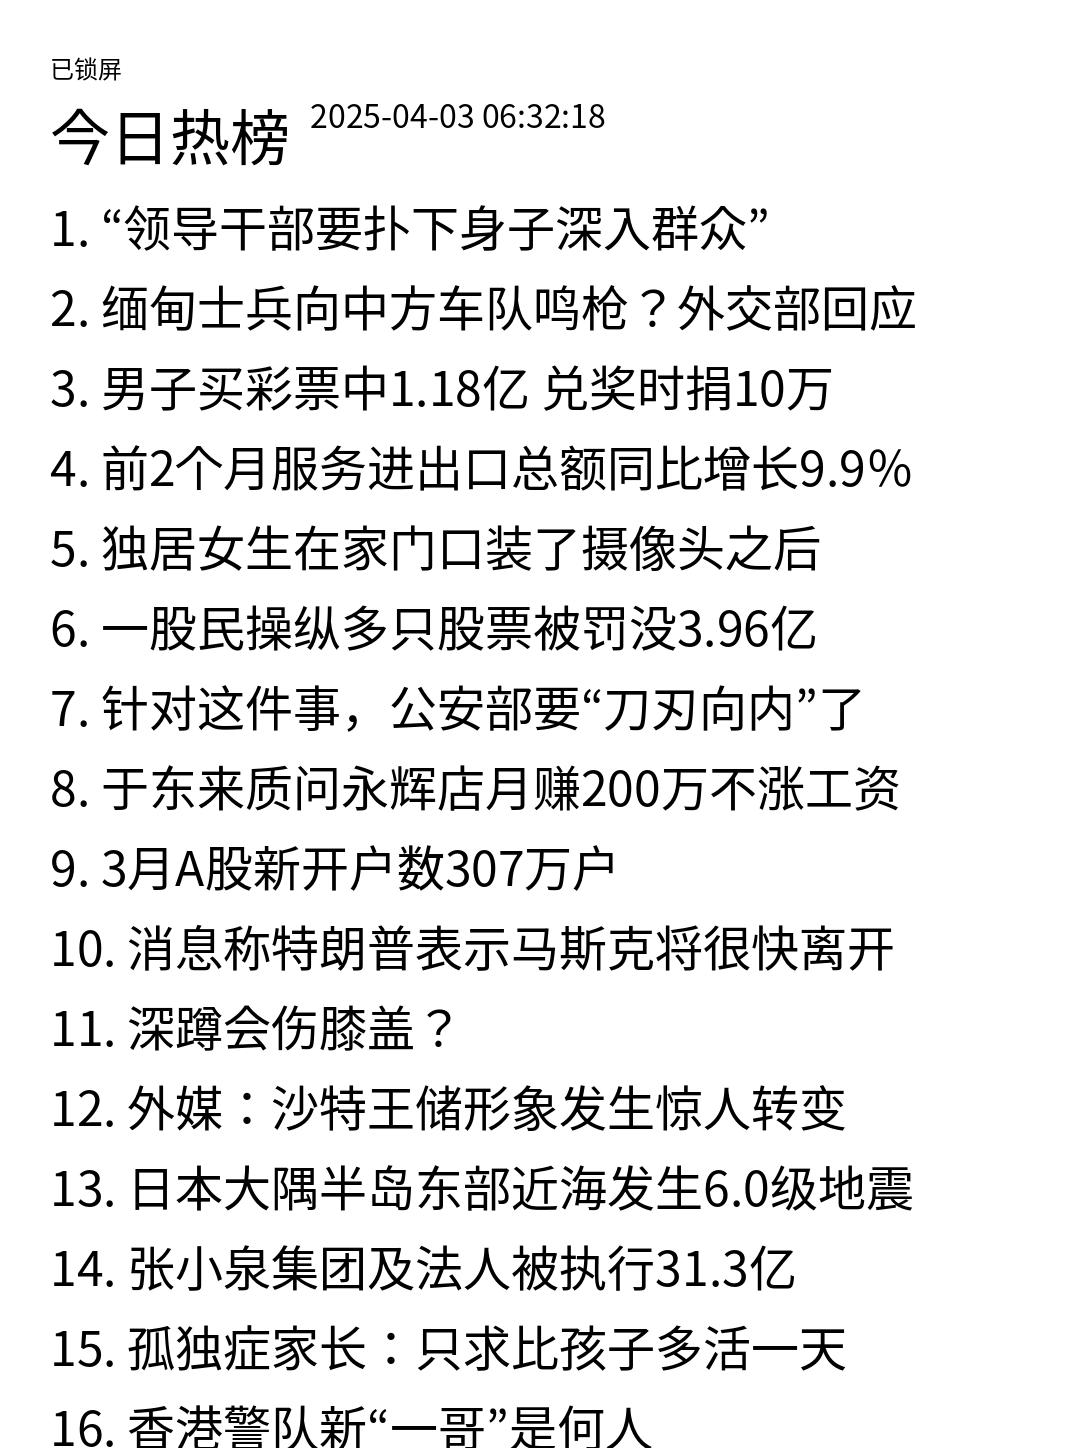 已锁屏
今日热榜 2025-04-03 06:32:18
1. “领导干部要扑下身子深入群众”
2. 缅甸士兵向中方车队鸣枪？外交部回应
3. 男子买彩票中1.18亿 兑奖时捐10万
4. 前2个月服务进出口总额同比增长9.9%
5. 独居女生在家门口装了摄像头之后
6. 一股民操纵多只股票被罚没3.96亿
7. 针对这件事，公安部要“刀刃向内”了
8. 于东来质问永辉店月赚200万不涨工资
9. 3月A股新开户数307万户
10. 消息称特朗普表示马斯克将很快离开
11. 深蹲会伤膝盖？
12. 外媒：沙特王储形象发生惊人转变
13. 日本大隅半岛东部近海发生6.0级地震
14. 张小泉集团及法人被执行31.3亿
15. 孤独症家长：只求比孩子多活一天
16. 香港警队新“一哥”是何人